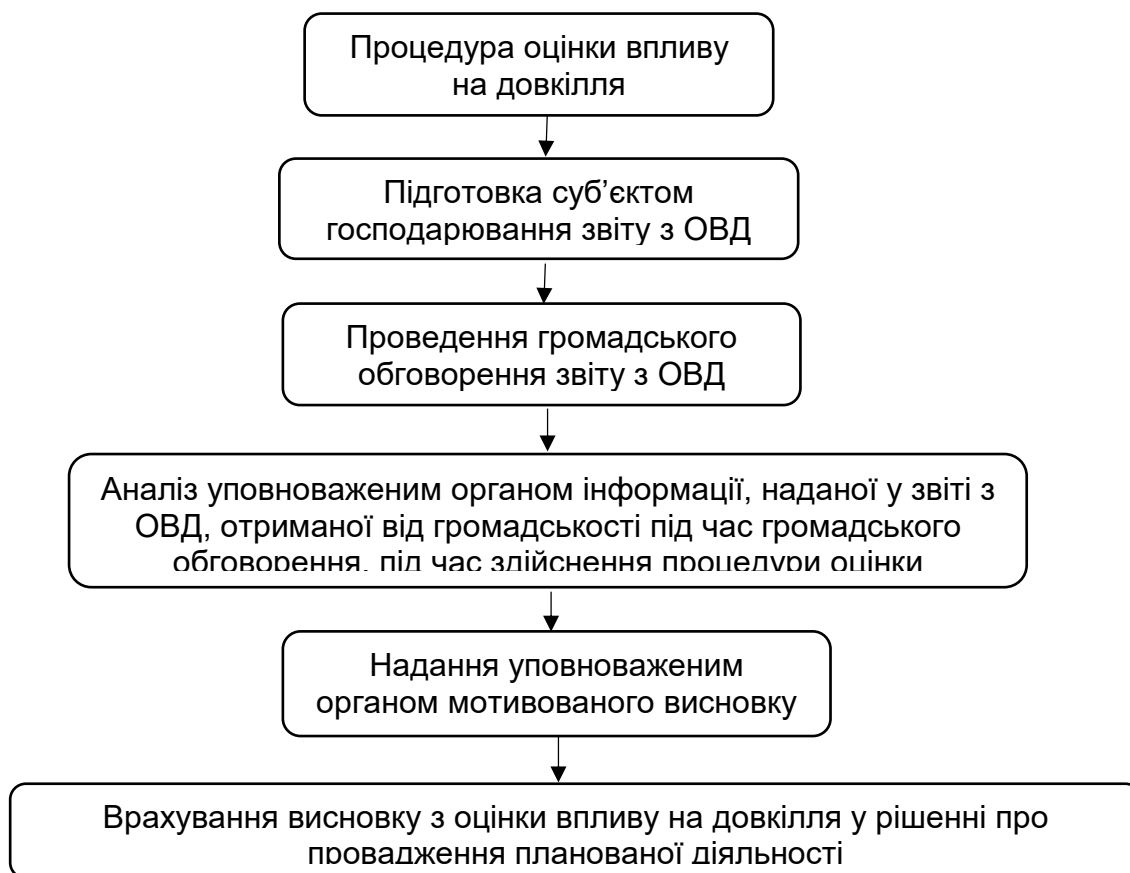 Процедура оцінки впливу
на довкілля
Підготовка суб’єктом
господарювання звіту з ОВД
Проведення громадського
обговорення звіту з ОВД
Аналіз уповноваженим органом інформації, наданої у звіті з
ОВД, отриманої від громадськості під час громадського
обговорення, під час здійснення процедури оцінки
Надання уповноваженим
органом мотивованого висновку
Врахування висновку з оцінки впливу на довкілля у рішенні про
провадження планованої діяльності